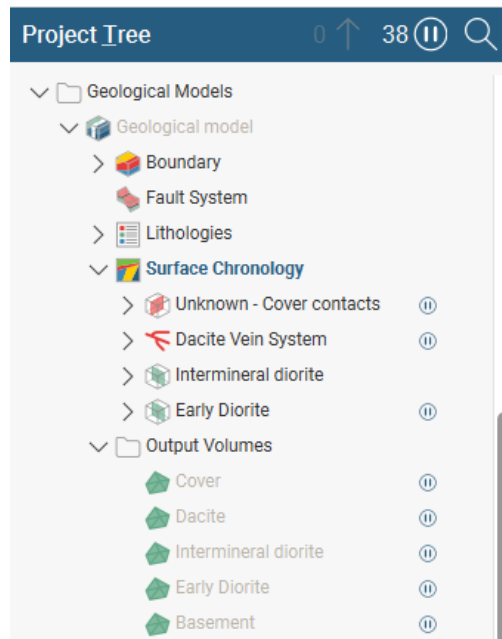 Project Tree 0 38
Geological Models
Geological model
Boundary
Fault System
Lithologies
Surface Chronology
Unknown - Cover contacts
Dacite Vein System
Intermineral diorite
Early Diorite
Output Volumes
Cover
Dacite
Intermineral diorite
Early Diorite
Basement